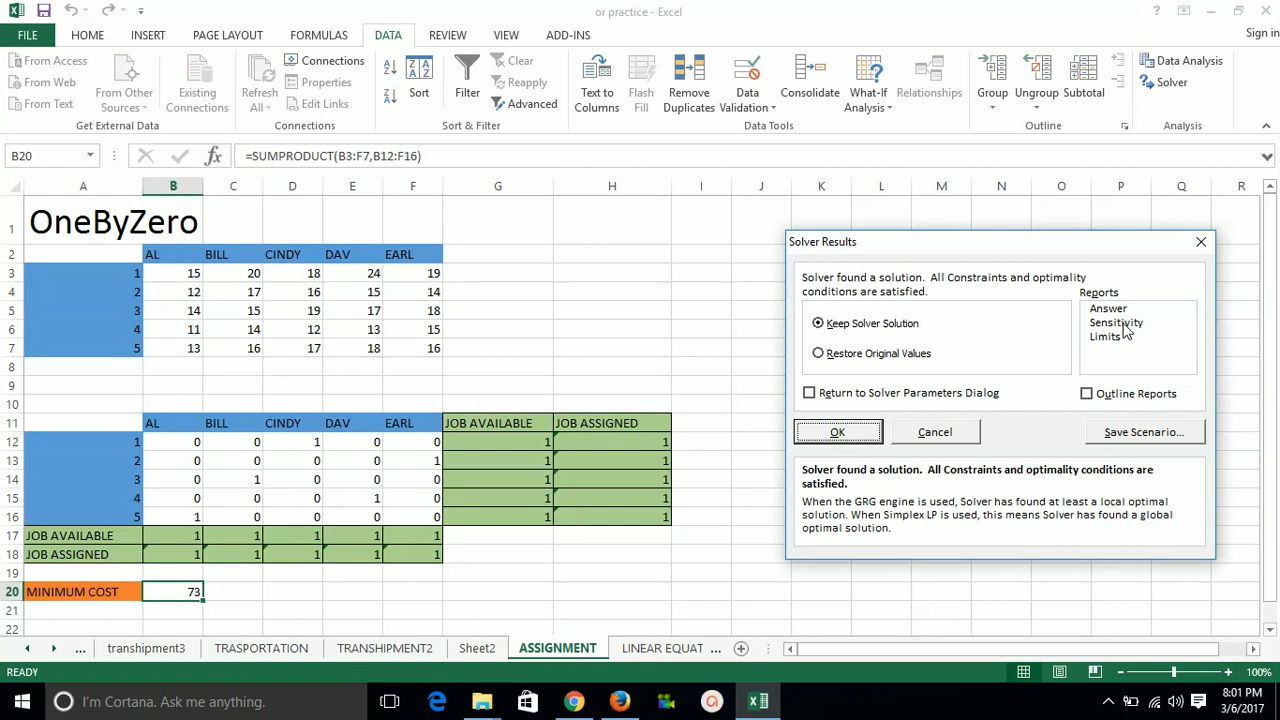 or practice - Excel
Sign in
FILE HOME INSERT PAGE LAYOUT FORMULAS DATA REVIEW VIEW ADD-INS
From Access
From Web
From Text
From Other Sources
Existing Connections
Refresh All
Connections
Properties
Edit Links
Sort
Filter
Clear
Reapply
Advanced
Text to Columns
Flash Fill
Remove Duplicates
Data Validation
Consolidate
What-If Analysis
Relationships
Group
Ungroup
Subtotal
Data Analysis
Solver
Get External Data
Connections
Sort & Filter
Data Tools
Outline
Analysis
B20 fx =SUMPRODUCT(B3:F7,B12:F16)
A B C D E F G H I J K L M N O P Q R
1 OneByZero
2 AL BILL CINDY DAV EARL
3 1 15 20 18 24 19
4 2 12 17 16 15 14
5 3 14 15 19 17 18
6 4 11 14 12 13 15
7 5 13 16 17 18 16
8
9
10
11 AL BILL CINDY DAV EARL JOB AVAILABLE JOB ASSIGNED
12 1 0 0 1 0 0 1 1
13 2 0 0 0 0 1 1 1
14 3 0 1 0 0 0 1 1
15 4 0 0 0 1 0 1 1
16 5 1 0 0 0 0 1 1
17 JOB AVAILABLE 1 1 1 1 1
18 JOB ASSIGNED 1 1 1 1 1
19
20 MINIMUM COST 73
21
22
Solver Results
Solver found a solution. All Constraints and optimality
conditions are satisfied.
Reports
Answer
Sensitivity
Limits
Keep Solver Solution
Restore Original Values
Return to Solver Parameters Dialog
Outline Reports
OK Cancel Save Scenario...
Solver found a solution. All Constraints and optimality conditions are
satisfied.
When the GRG engine is used, Solver has found at least a local optimal
solution. When Simplex LP is used, this means Solver has found a global
optimal solution.
... transhipment3 TRASPORTATION TRANSHIPMENT2 Sheet2 ASSIGNMENT LINEAR EQUAT ...
READY
100%
I'm Cortana. Ask me anything.
8:01 PM
3/6/2017